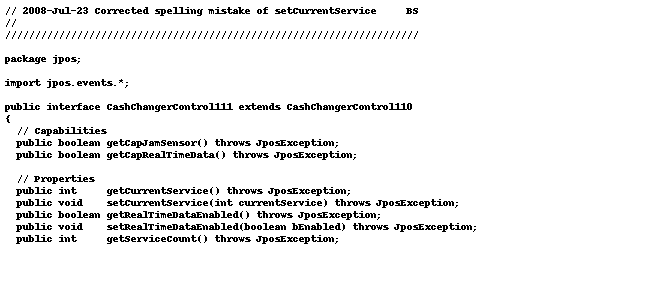 // 2008-Jul-23 Corrected spelling mistake of setCurrentService     BS
//
/////////////////////////////////////////////////////////////////////
package jpos;
import jpos.events.*;
public interface CashChangerControl111 extends CashChangerControl110
{
  // Capabilities
  public boolean getCapJamSensor() throws JposException;
  public boolean getCapRealTimeData() throws JposException;
  // Properties
  public int     getCurrentService() throws JposException;
  public void    setCurrentService(int currentService) throws JposException;
  public boolean getRealTimeDataEnabled() throws JposException;
  public void    setRealTimeDataEnabled(boolean bEnabled) throws JposException;
  public int     getServiceCount() throws JposException;